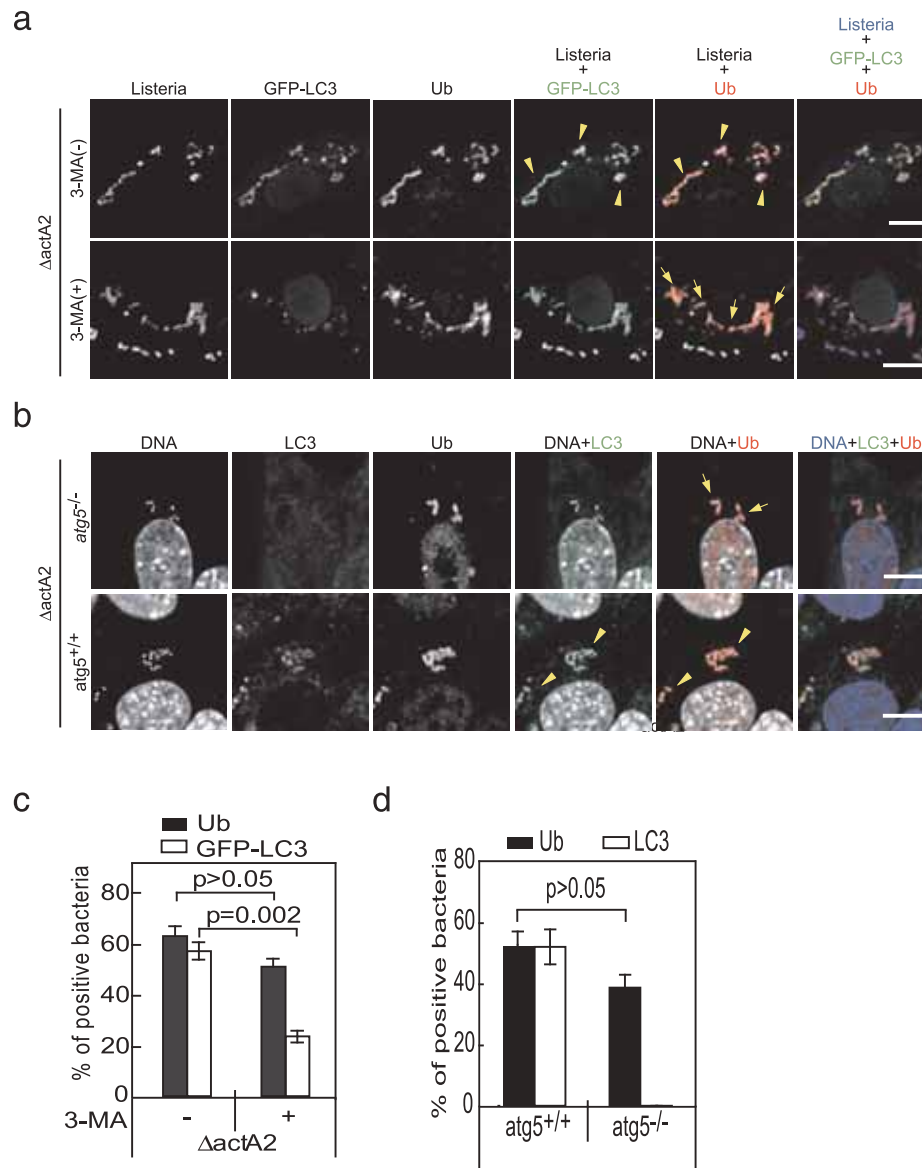 a
Listeria
+
GFP-LC3
+
Ub
Listeria
+
GFP-LC3
Listeria
+
Ub
Listeria GFP-LC3 Ub
ΔactA2
3-MA(-)
3-MA(+)
b
DNA LC3 Ub DNA+LC3 DNA+Ub DNA+LC3+Ub
ΔactA2
atg5-/-
atg5+/+
c
Ub
GFP-LC3
% of positive bacteria
80
60
40
20
0
p>0.05
p=0.002
3-MA - +
ΔactA2
d
Ub LC3
% of positive bacteria
80
60
40
20
0
p>0.05
atg5+/+ atg5-/-